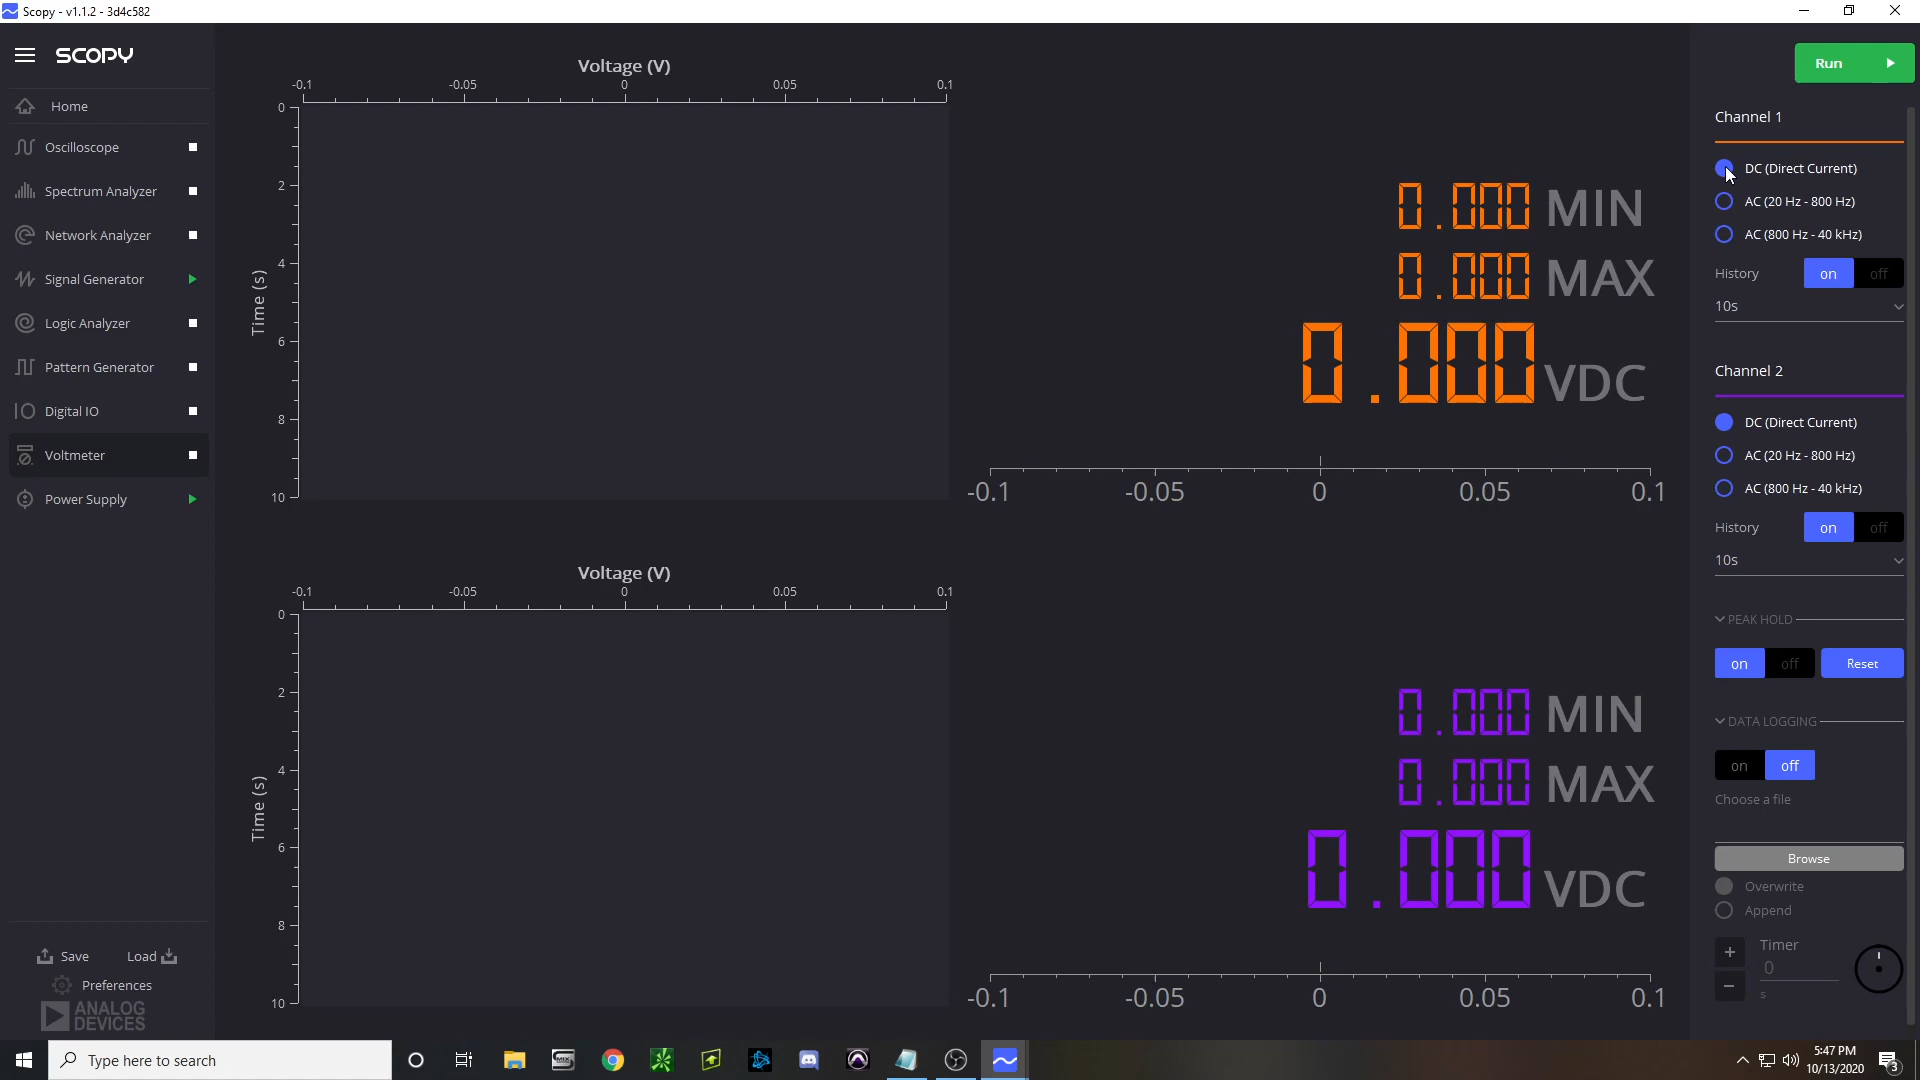 Scopy - v1.1.2 - 3d4c582
SCOPY
Home
Oscilloscope
Spectrum Analyzer
Network Analyzer
Signal Generator
Logic Analyzer
Pattern Generator
Digital IO
Voltmeter
Power Supply
Save
Load
Preferences
ANALOG
DEVICES
Voltage (V)
-0.1 -0.05 0 0.05 0.1
0
2
4
6
8
10
Time (s)
0.000 MIN
0.000 MAX
0.000 VDC
-0.1 -0.05 0 0.05 0.1
Voltage (V)
-0.1 -0.05 0 0.05 0.1
0
2
4
6
8
10
Time (s)
0.000 MIN
0.000 MAX
0.000 VDC
-0.1 -0.05 0 0.05 0.1
Run
Channel 1
DC (Direct Current)
AC (20 Hz - 800 Hz)
AC (800 Hz - 40 kHz)
History on off
10s
Channel 2
DC (Direct Current)
AC (20 Hz - 800 Hz)
AC (800 Hz - 40 kHz)
History on off
10s
PEAK HOLD
on off Reset
DATA LOGGING
on off
Choose a file
Browse
Overwrite
Append
+ Timer
0
− s
Type here to search
5:47 PM
10/13/2020
3